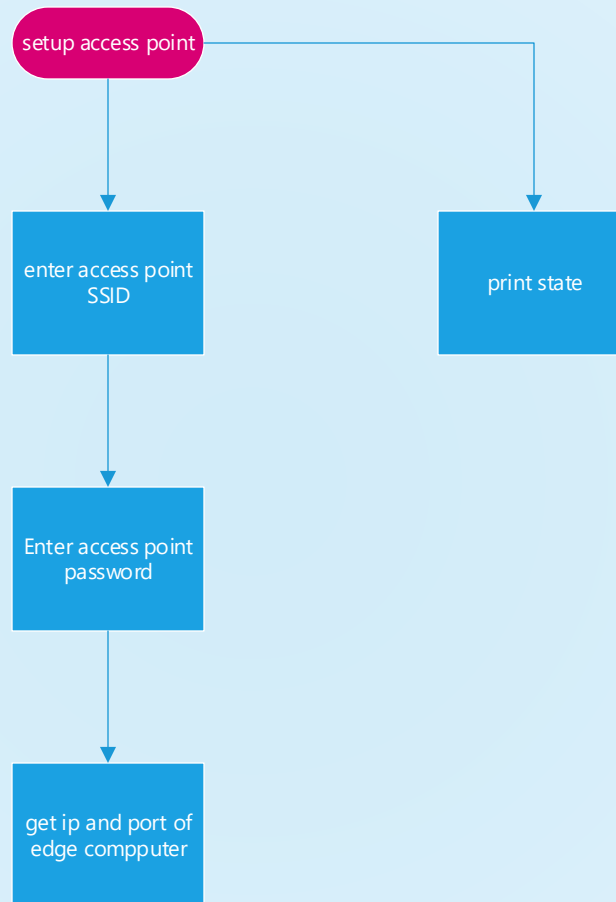 setup access point
enter access point
SSID
print state
Enter access point
password
get ip and port of
edge compputer